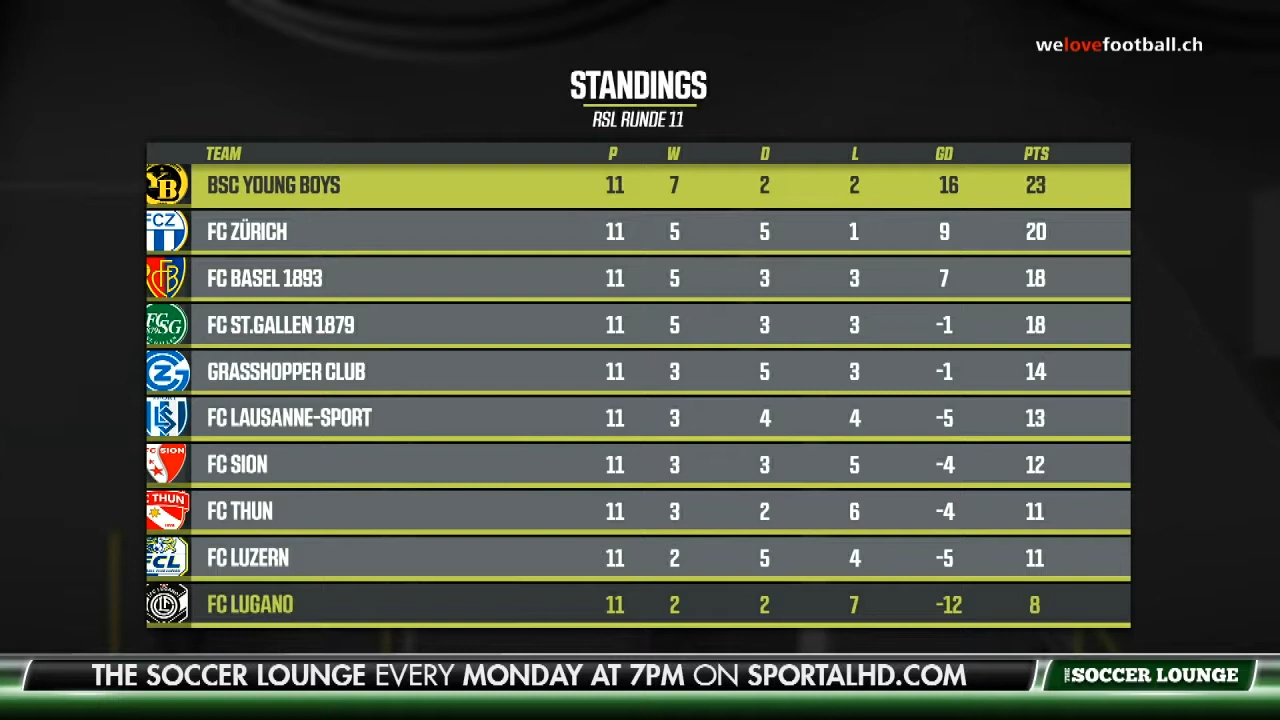 welovefootball.ch
STANDINGS
RSL RUNDE 11
TEAM P W D L GD PTS
BSC YOUNG BOYS 11 7 2 2 16 23
FC ZÜRICH 11 5 5 1 9 20
FC BASEL 1893 11 5 3 3 7 18
FC ST.GALLEN 1879 11 5 3 3 -1 18
GRASSHOPPER CLUB 11 3 5 3 -1 14
FC LAUSANNE-SPORT 11 3 4 4 -5 13
FC SION 11 3 3 5 -4 12
FC THUN 11 3 2 6 -4 11
FC LUZERN 11 2 5 4 -5 11
FC LUGANO 11 2 2 7 -12 8
THE SOCCER LOUNGE EVERY MONDAY AT 7PM ON SPORTALHD.COM
THE SOCCER LOUNGE